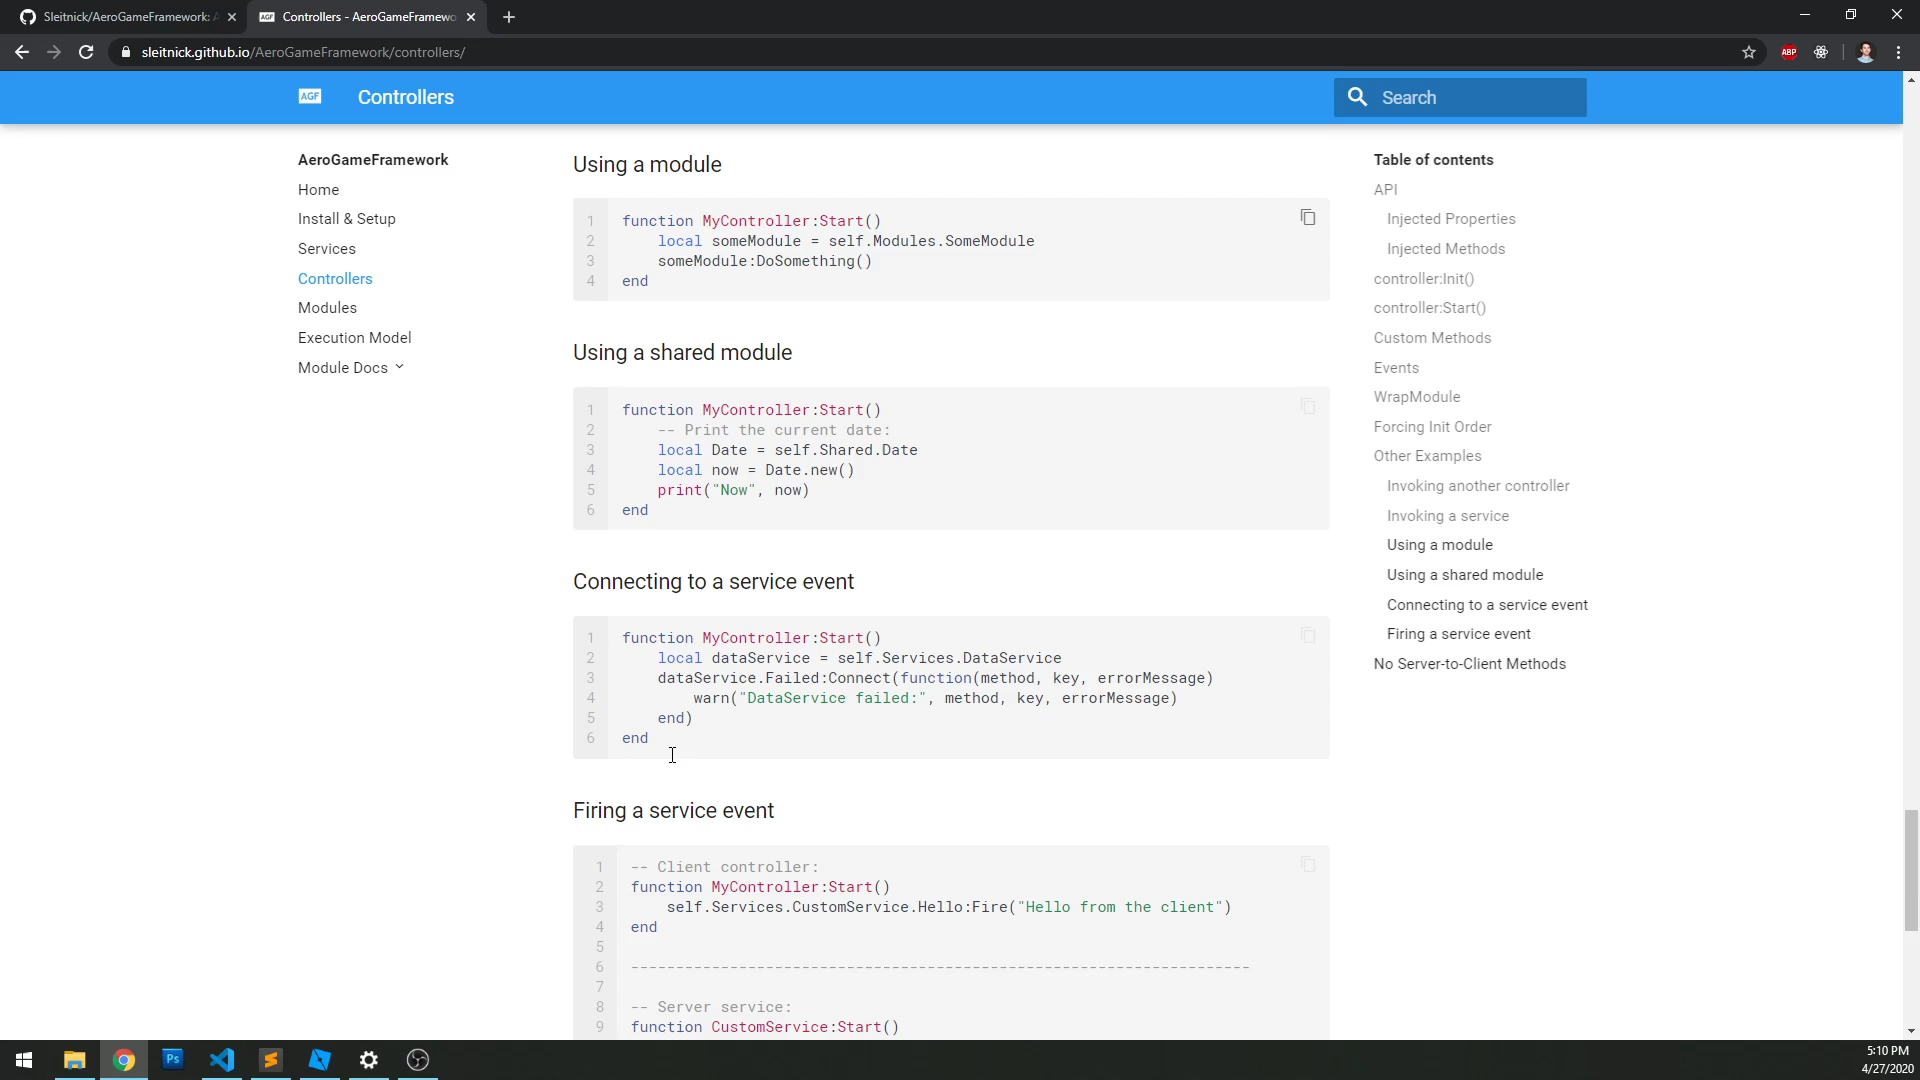 Sleitnick/AeroGameFramework:
Controllers - AeroGameFramewo
sleitnick.github.io/AeroGameFramework/controllers/
ABP
AGF
Controllers
Search
AeroGameFramework
Home
Install & Setup
Services
Controllers
Modules
Execution Model
Module Docs
Using a module
1 function MyController:Start()
2 local someModule = self.Modules.SomeModule
3 someModule:DoSomething()
4 end
Using a shared module
1 function MyController:Start()
2 -- Print the current date:
3 local Date = self.Shared.Date
4 local now = Date.new()
5 print("Now", now)
6 end
Connecting to a service event
1 function MyController:Start()
2 local dataService = self.Services.DataService
3 dataService.Failed:Connect(function(method, key, errorMessage)
4 warn("DataService failed:", method, key, errorMessage)
5 end)
6 end
Firing a service event
1 -- Client controller:
2 function MyController:Start()
3 self.Services.CustomService.Hello:Fire("Hello from the client")
4 end
5
6 ---------------------------------------------------------------------
7
8 -- Server service:
9 function CustomService:Start()
Table of contents
API
Injected Properties
Injected Methods
controller:Init()
controller:Start()
Custom Methods
Events
WrapModule
Forcing Init Order
Other Examples
Invoking another controller
Invoking a service
Using a module
Using a shared module
Connecting to a service event
Firing a service event
No Server-to-Client Methods
Ps
5:10 PM
4/27/2020